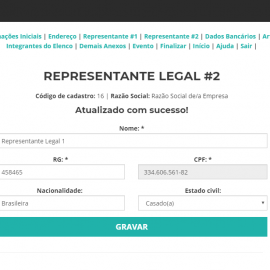 ações Iniciais | Endereço | Representante #1 | Representante #2 | Dados Bancários | Ar
Integrantes do Elenco | Demais Anexos | Evento | Finalizar | Início | Ajuda | Sair |
REPRESENTANTE LEGAL #2
Código de cadastro: 16 | Razão Social: Razão Social de/a Empresa
Atualizado com sucesso!
Nome: *
Representante Legal 1
RG: * CPF: *
458465 334.606.561-82
Nacionalidade: Estado civil:
Brasileira Casado(a)
GRAVAR